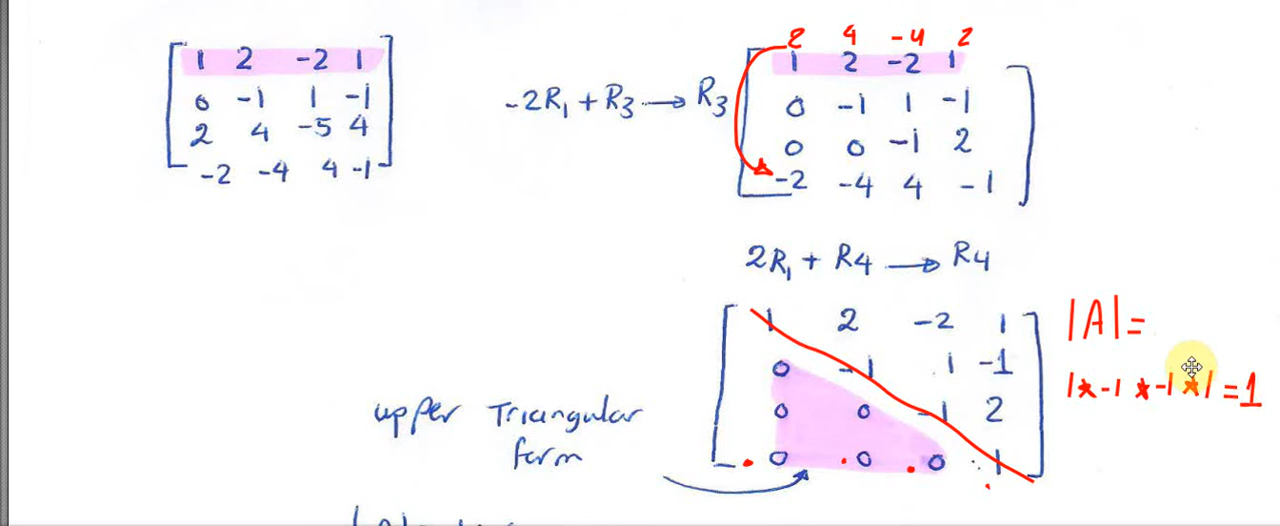 2 4 -4 2
1 2 -2 1
0 -1 1 -1
2 4 -5 4
-2 -4 4 -1
-2R₁ + R₃ → R₃
1 2 -2 1
0 -1 1 -1
0 0 -1 2
-2 -4 4 -1
2R₁ + R4 → R4
1 2 -2 1
0 -1 1 -1
0 0 -1 2
0 0 0 1
|A| =
1 * -1 * -1 * 1 = 1
upper Triangular
form